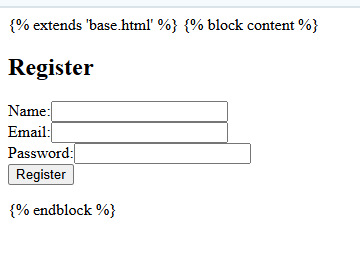 {% extends 'base.html' %} {% block content %}
Register
Name:
Email:
Password:
Register
{% endblock %}